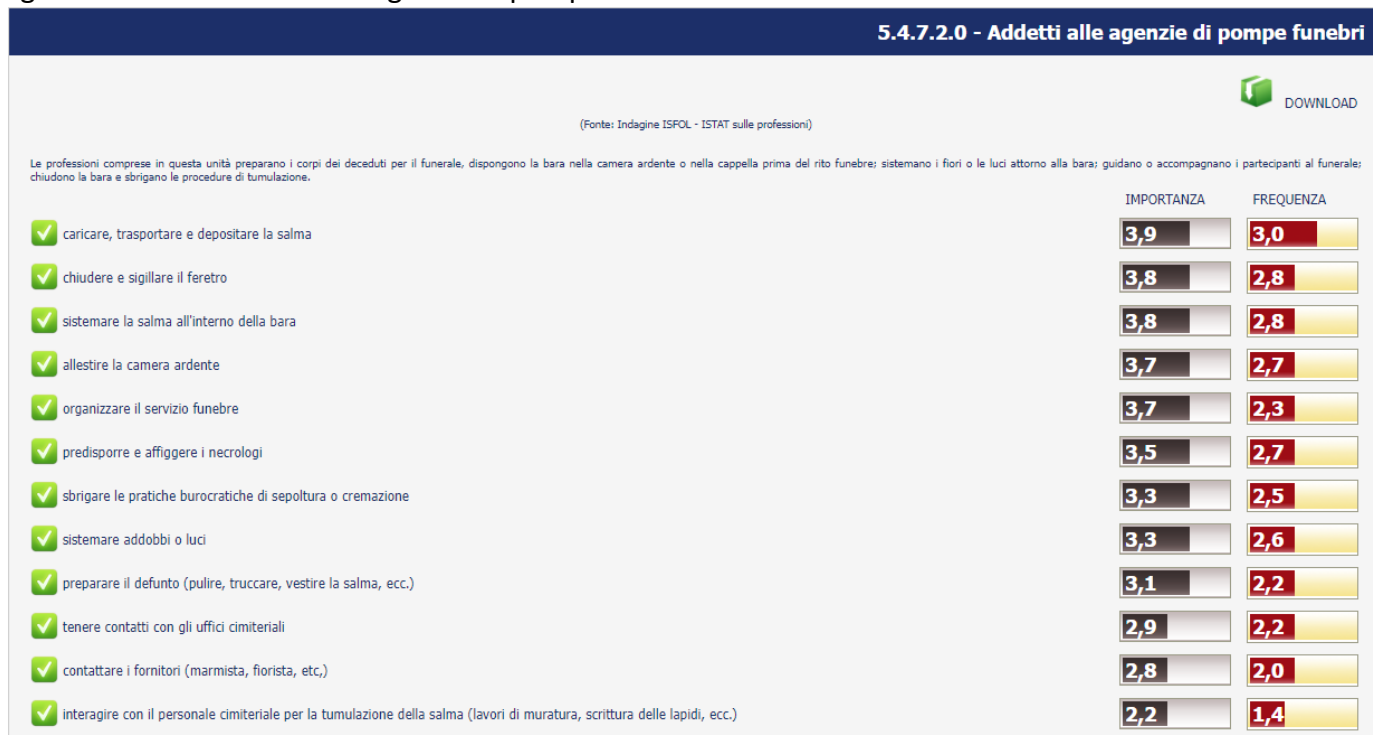 5.4.7.2.0 - Addetti alle agenzie di pompe funebri
DOWNLOAD
(Fonte: Indagine ISFOL - ISTAT sulle professioni)
Le professioni comprese in questa unità preparano i corpi dei deceduti per il funerale, dispongono la bara nella camera ardente o nella cappella prima del rito funebre; sistemano i fiori o le luci attorno alla bara; guidano o accompagnano i partecipanti al funerale;
chiudono la bara e sbrigano le procedure di tumulazione.
IMPORTANZA FREQUENZA
caricare, trasportare e depositare la salma 3,9 3,0
chiudere e sigillare il feretro 3,8 2,8
sistemare la salma all'interno della bara 3,8 2,8
allestire la camera ardente 3,7 2,7
organizzare il servizio funebre 3,7 2,3
predisporre e affiggere i necrologi 3,5 2,7
sbrigare le pratiche burocratiche di sepoltura o cremazione 3,3 2,5
sistemare addobbi o luci 3,3 2,6
preparare il defunto (pulire, truccare, vestire la salma, ecc.) 3,1 2,2
tenere contatti con gli uffici cimiteriali 2,9 2,2
contattare i fornitori (marmista, fiorista, etc,) 2,8 2,0
interagire con il personale cimiteriale per la tumulazione della salma (lavori di muratura, scrittura delle lapidi, ecc.) 2,2 1,4